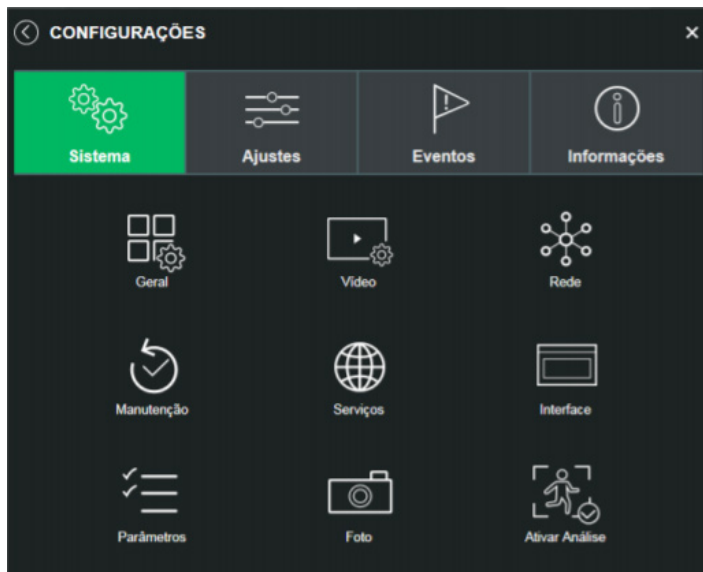 CONFIGURAÇÕES
Sistema Ajustes Eventos Informações
Geral Vídeo Rede
Manutenção Serviços Interface
Parâmetros Foto Ativar Análise